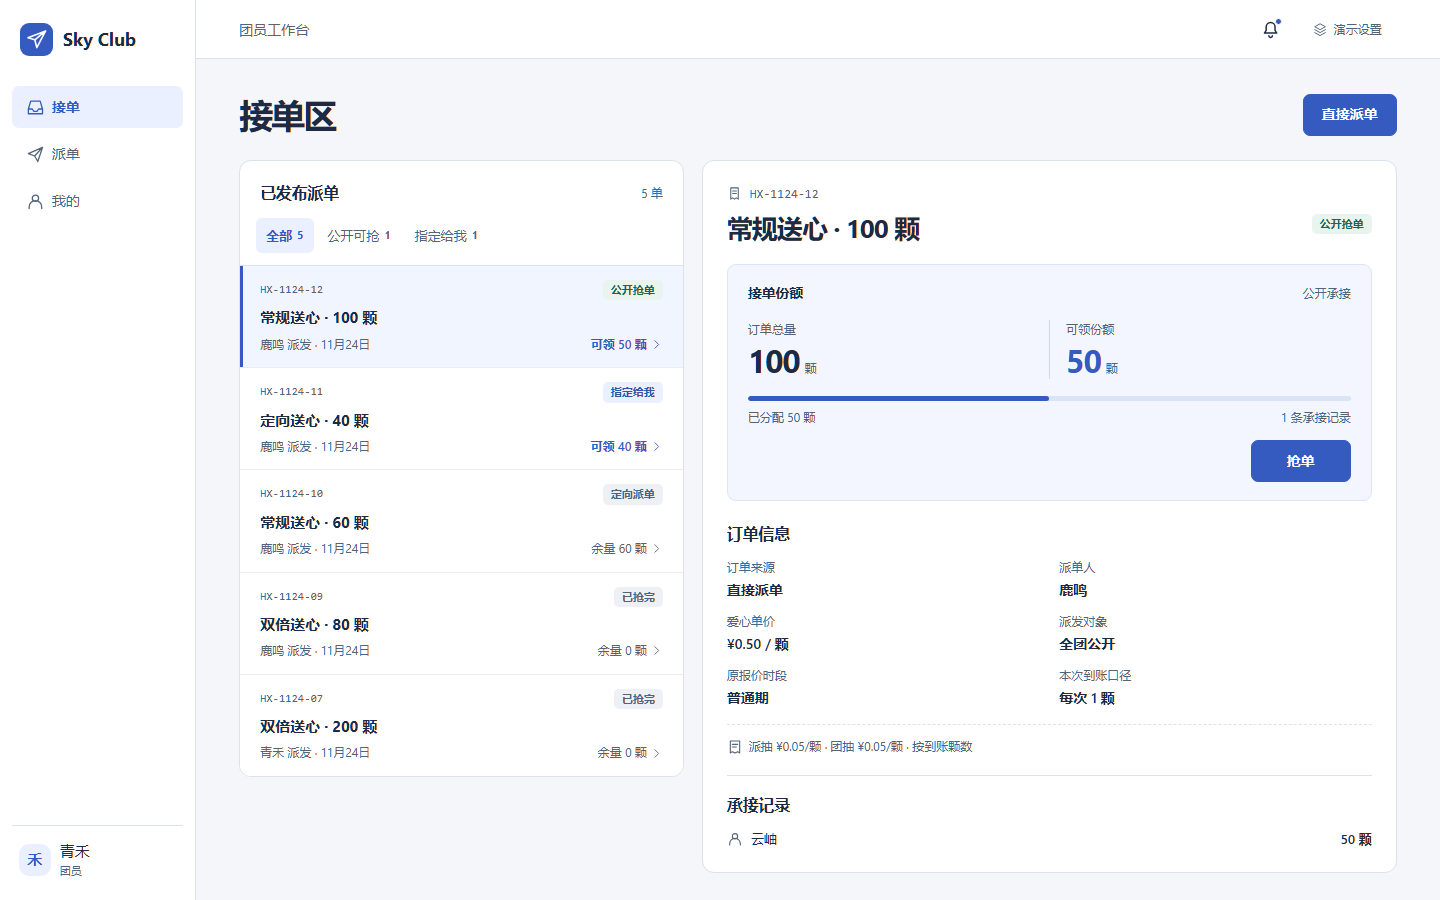 Sky Club
接单
派单
我的
禾
青禾
团员
团员工作台
演示设置
接单区
直接派单
已发布派单
5 单
全部 5
公开可抢 1
指定给我 1
HX-1124-12
公开抢单
常规送心 · 100 颗
鹿鸣 派发 · 11月24日
可领 50 颗
HX-1124-11
指定给我
定向送心 · 40 颗
鹿鸣 派发 · 11月24日
可领 40 颗
HX-1124-10
定向派单
常规送心 · 60 颗
鹿鸣 派发 · 11月24日
余量 60 颗
HX-1124-09
已抢完
双倍送心 · 80 颗
鹿鸣 派发 · 11月24日
余量 0 颗
HX-1124-07
已抢完
双倍送心 · 200 颗
青禾 派发 · 11月24日
余量 0 颗
HX-1124-12
常规送心 · 100 颗
公开抢单
接单份额
公开承接
订单总量
100 颗
可领份额
50 颗
已分配 50 颗
1 条承接记录
抢单
订单信息
订单来源
直接派单
派单人
鹿鸣
爱心单价
¥0.50 / 颗
派发对象
全团公开
原报价时段
普通期
本次到账口径
每次 1 颗
派抽 ¥0.05/颗 · 团抽 ¥0.05/颗 · 按到账颗数
承接记录
云岫
50 颗